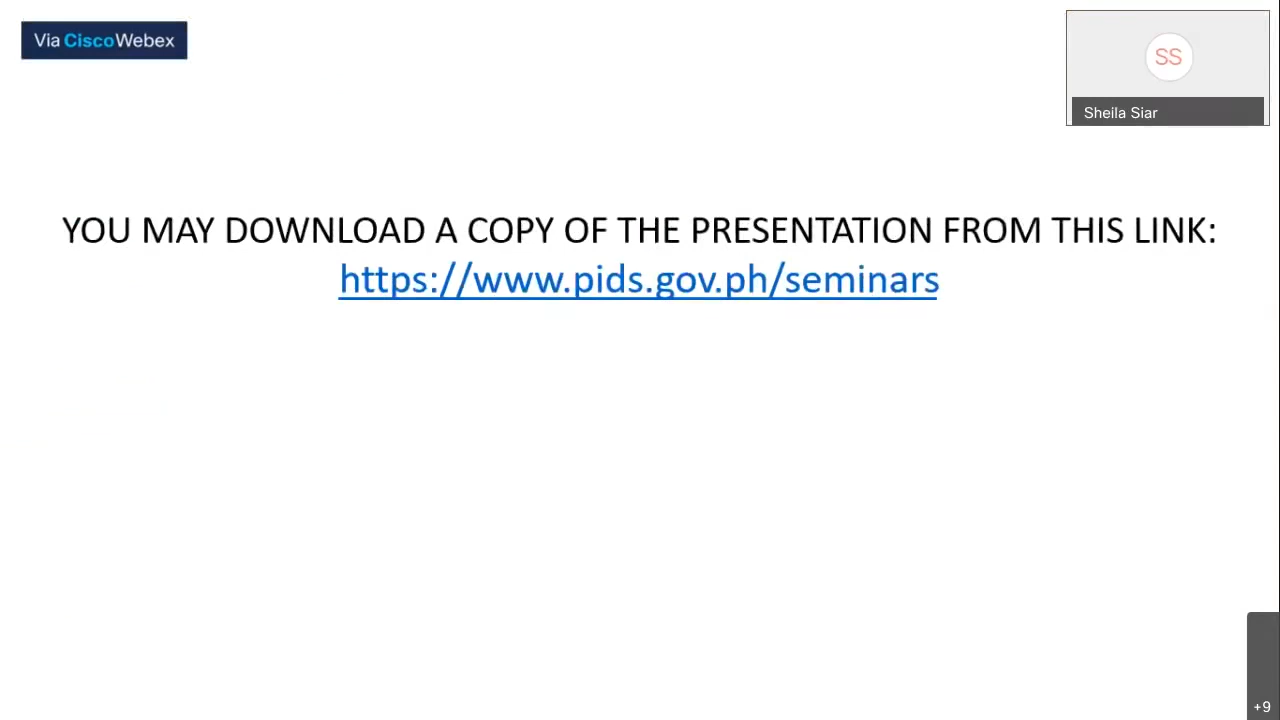 Via CiscoWebex
SS
Sheila Siar
YOU MAY DOWNLOAD A COPY OF THE PRESENTATION FROM THIS LINK:
https://www.pids.gov.ph/seminars
+9